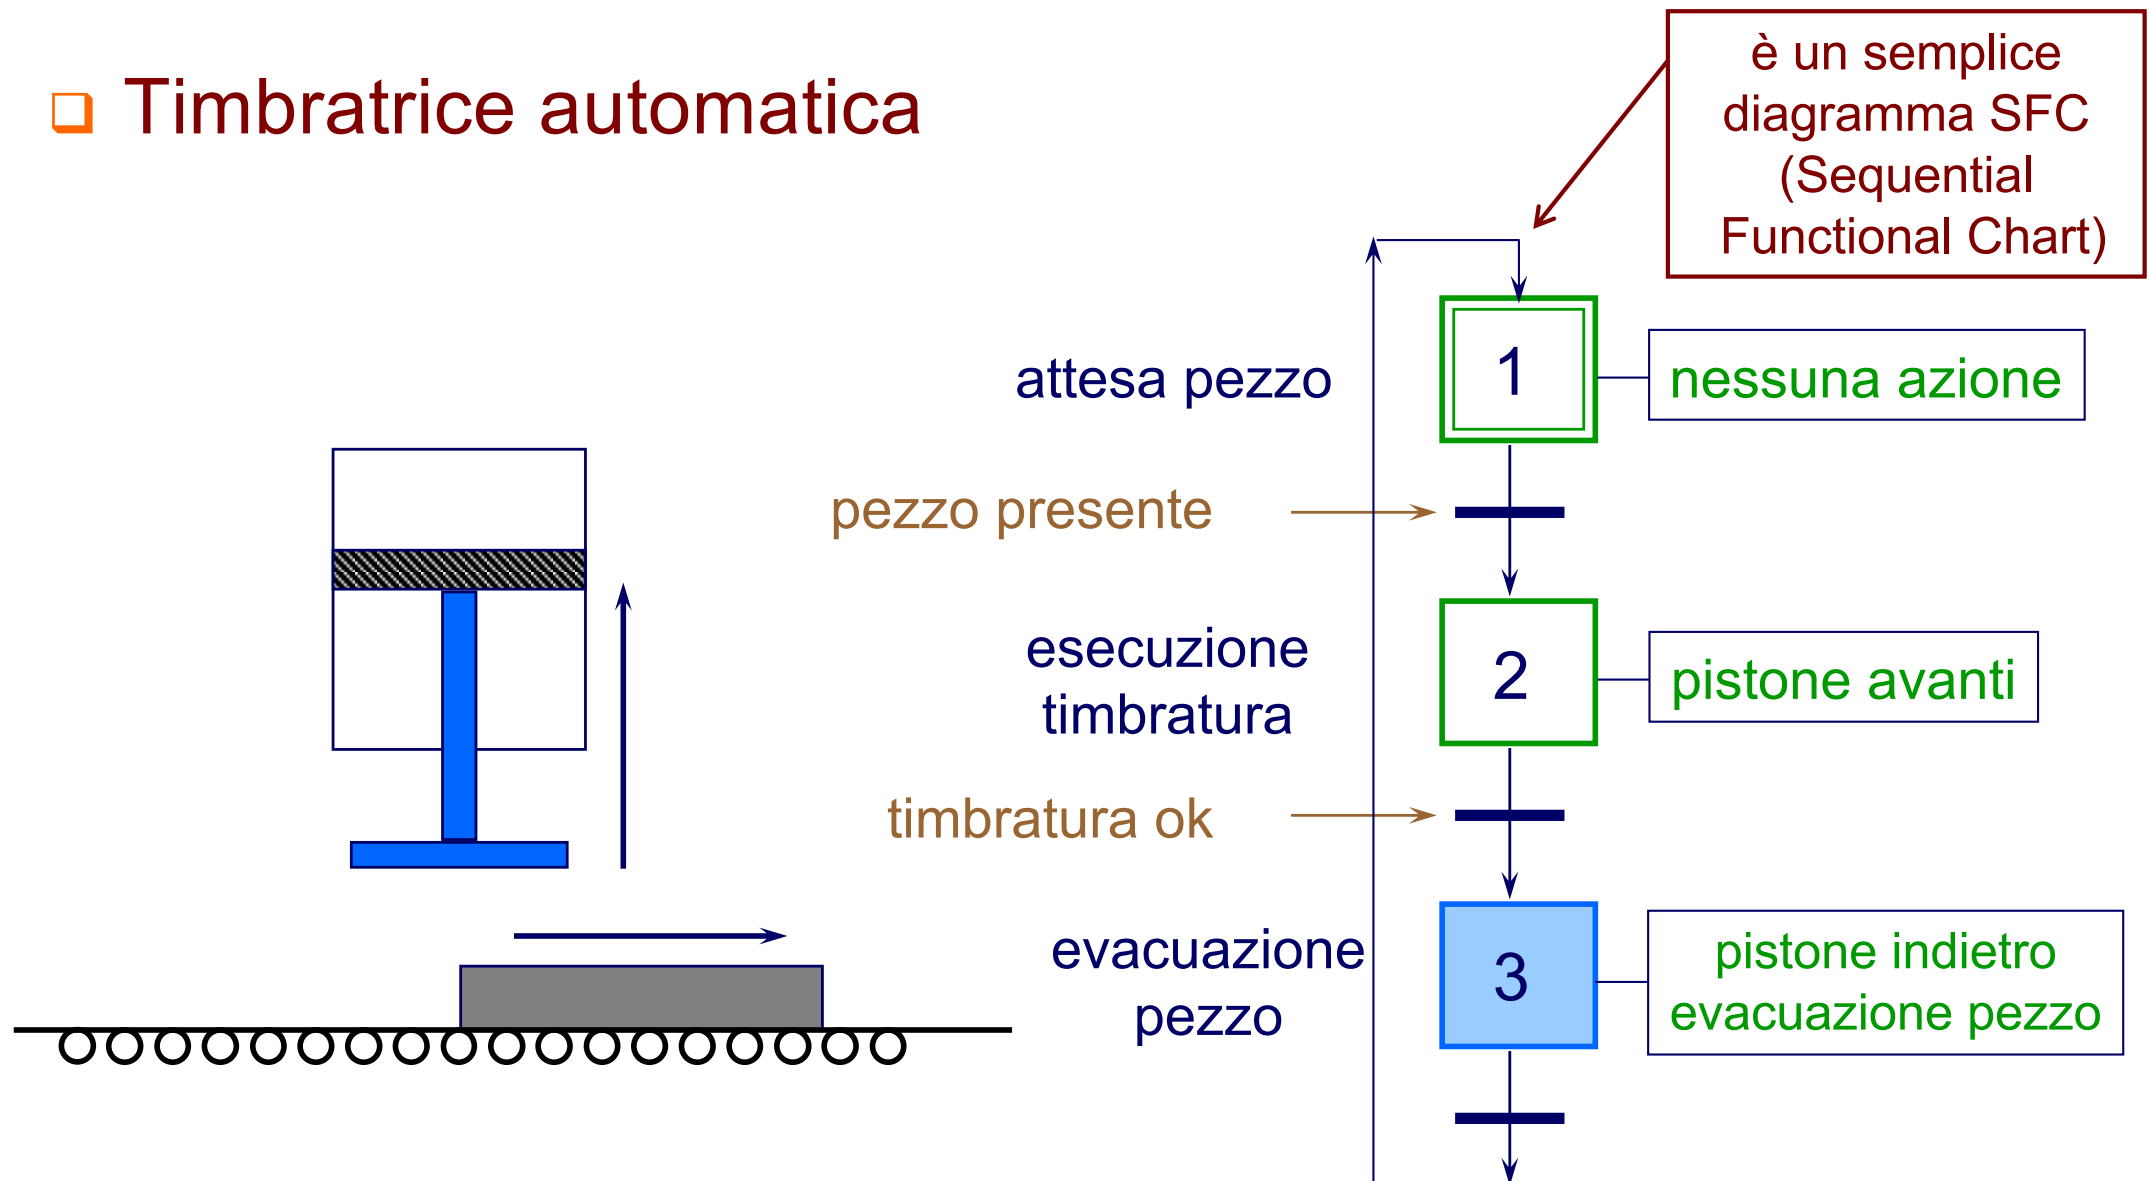 Timbratrice automatica
è un semplice
diagramma SFC
(Sequential
Functional Chart)
attesa pezzo
1
nessuna azione
pezzo presente
esecuzione
timbratura
2
pistone avanti
timbratura ok
evacuazione
pezzo
3
pistone indietro
evacuazione pezzo